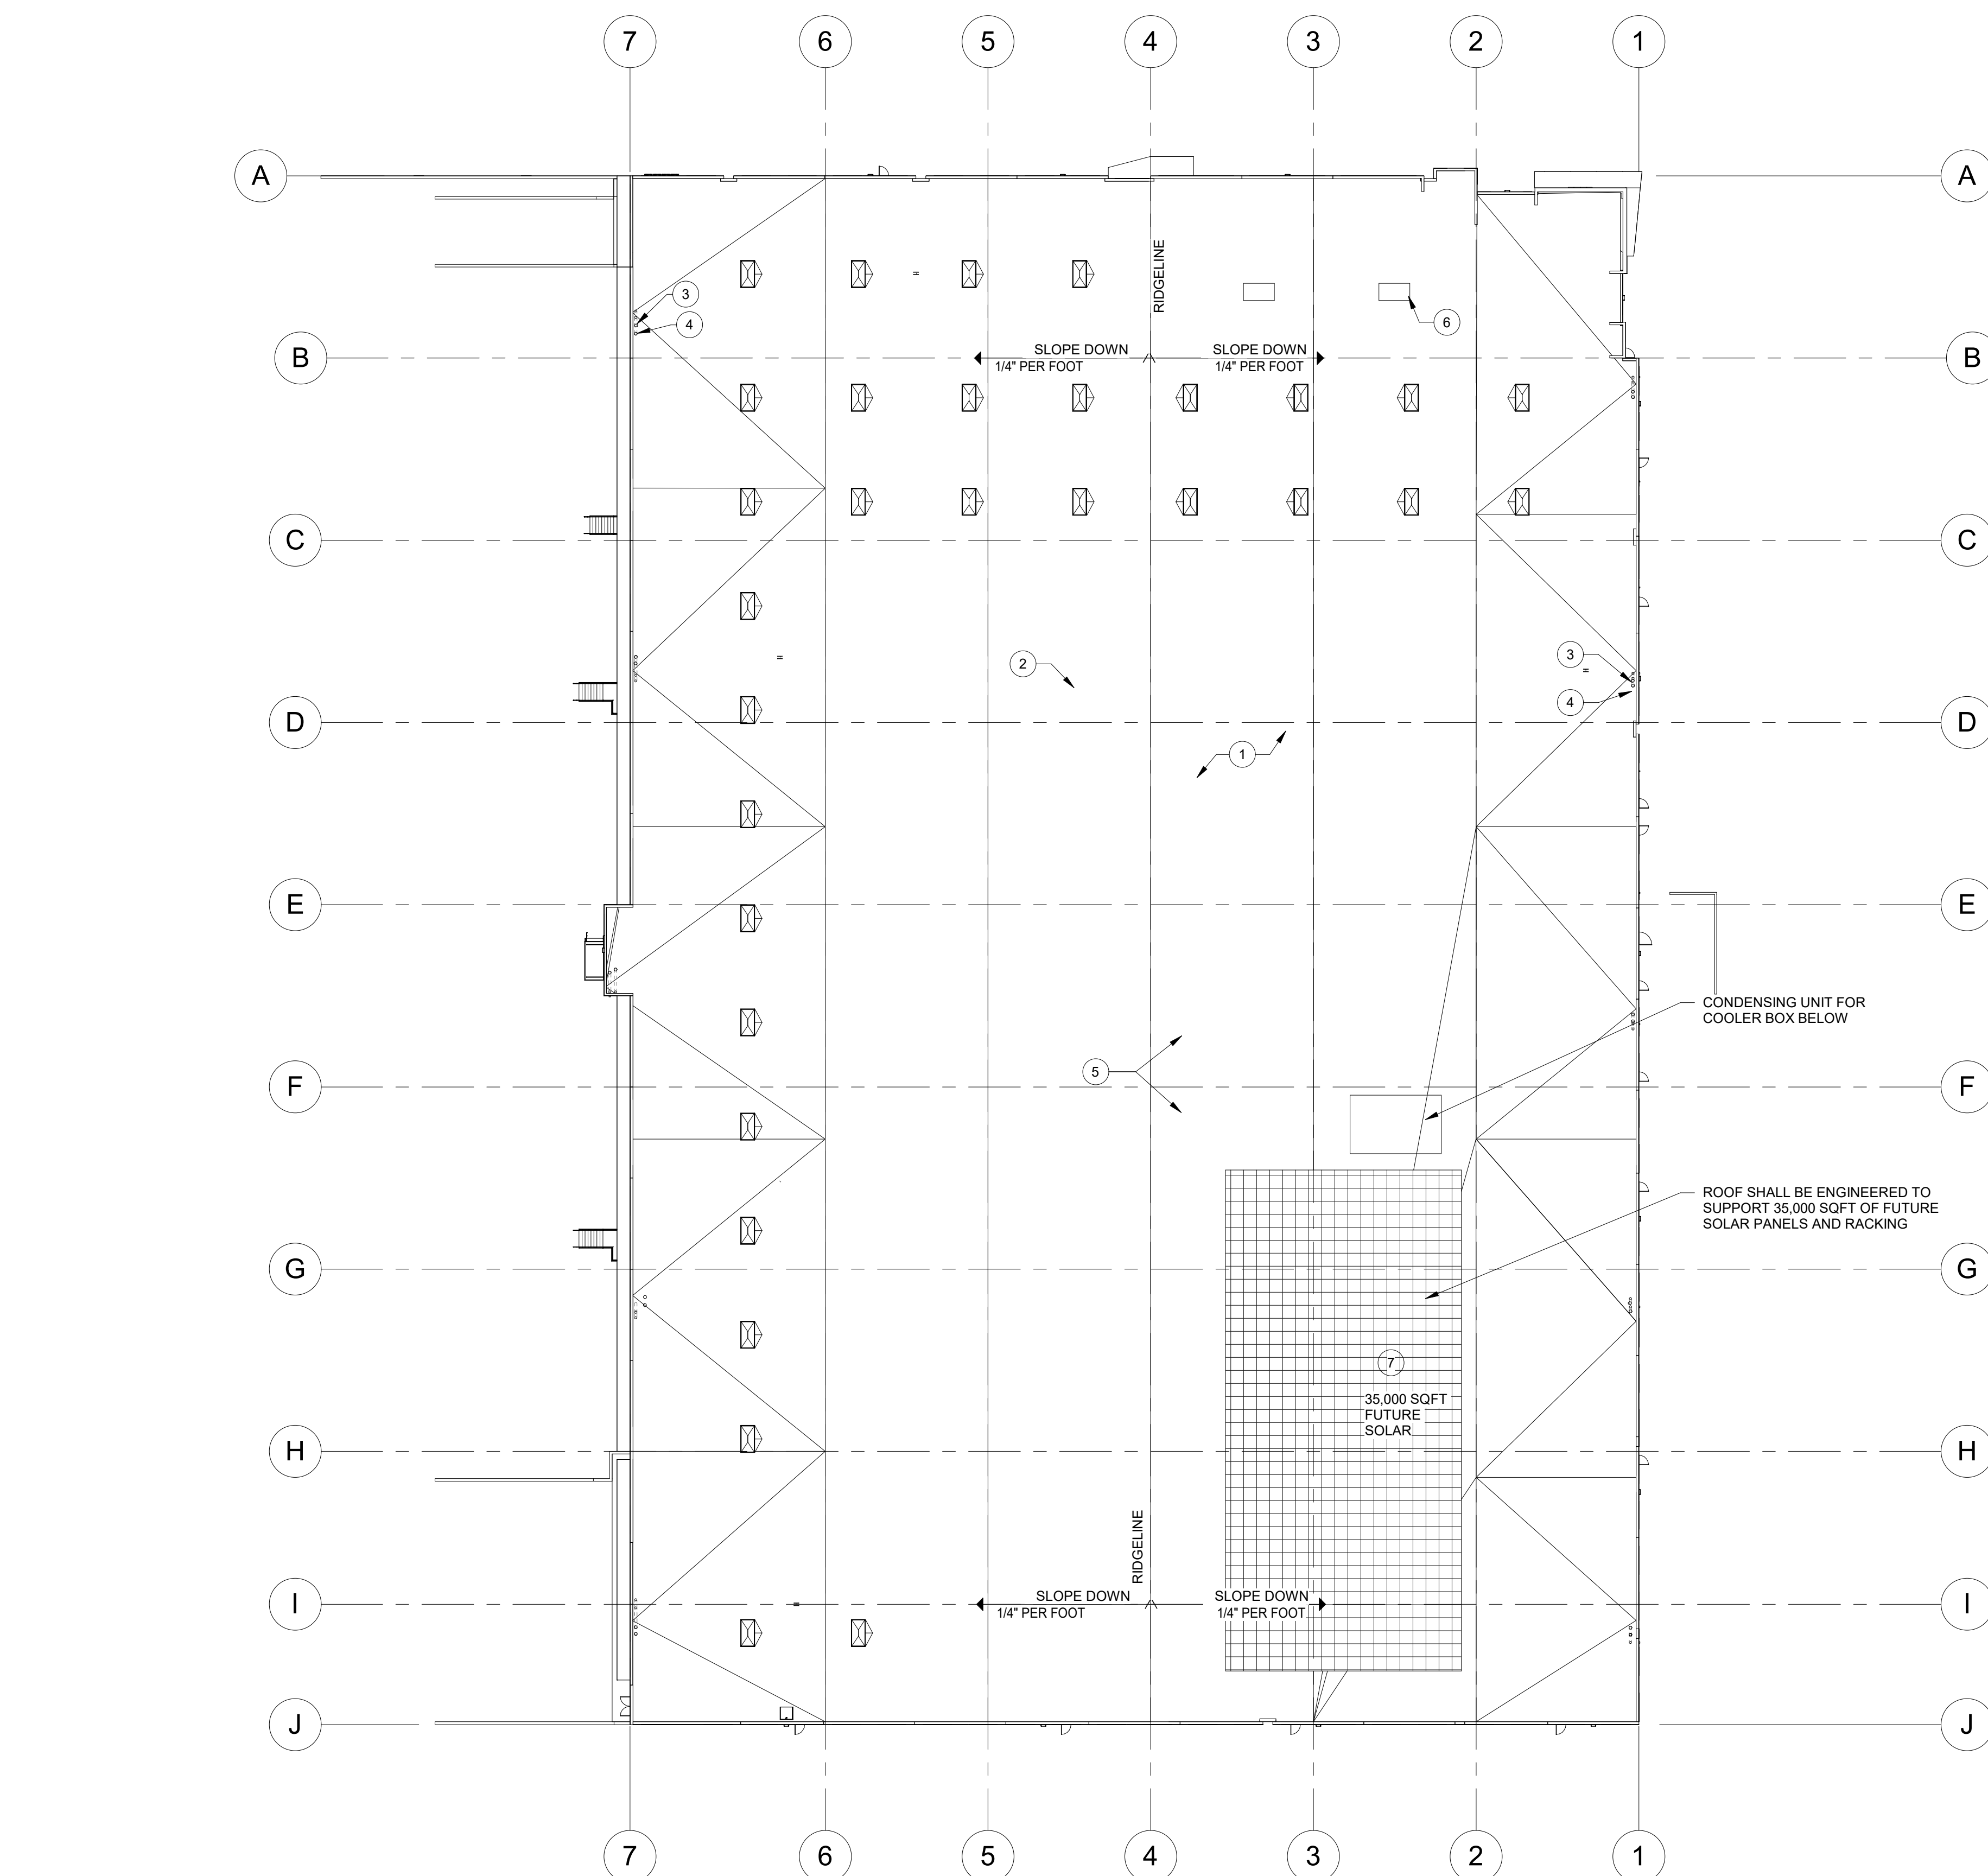 7 6 5 4 3 2 1
A A
RIDGELINE
3
4
6
B B
SLOPE DOWN
1/4" PER FOOT
SLOPE DOWN
1/4" PER FOOT
C C
2
3
4
D D
1
E E
CONDENSING UNIT FOR
COOLER BOX BELOW
5
F F
ROOF SHALL BE ENGINEERED TO
SUPPORT 35,000 SQFT OF FUTURE
SOLAR PANELS AND RACKING
G G
7
35,000 SQFT
FUTURE
SOLAR
H H
RIDGELINE
I I
SLOPE DOWN
1/4" PER FOOT
SLOPE DOWN
1/4" PER FOOT
J J
7 6 5 4 3 2 1